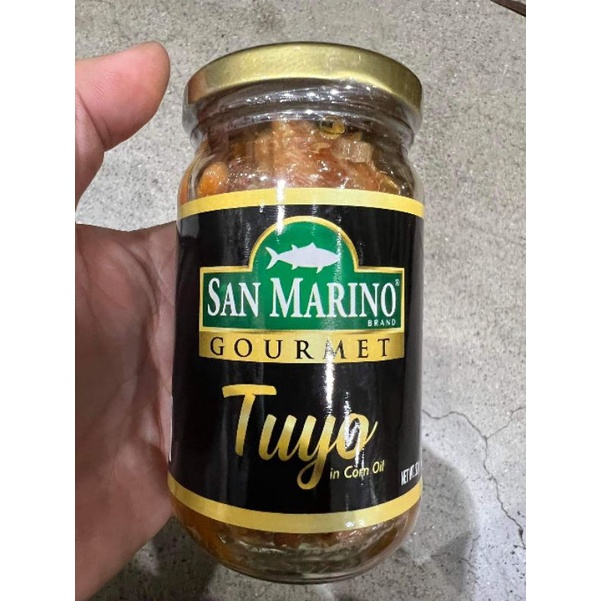 SAN MARINO®
BRAND
GOURMET
Tuyo
in Corn Oil
NET WT.